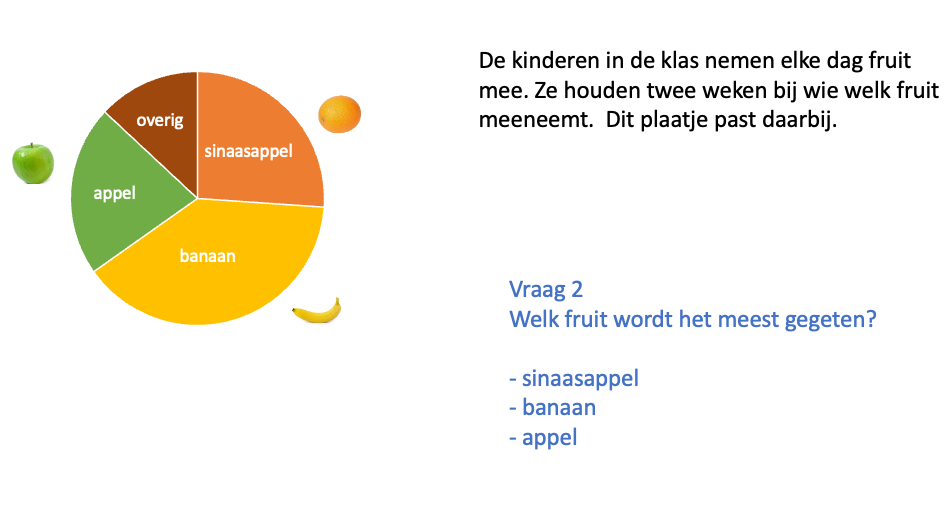 De kinderen in de klas nemen elke dag fruit
mee. Ze houden twee weken bij wie welk fruit
meeneemt.  Dit plaatje past daarbij.
overig
sinaasappel
appel
banaan
Vraag 2
Welk fruit wordt het meest gegeten?
- sinaasappel
- banaan
- appel